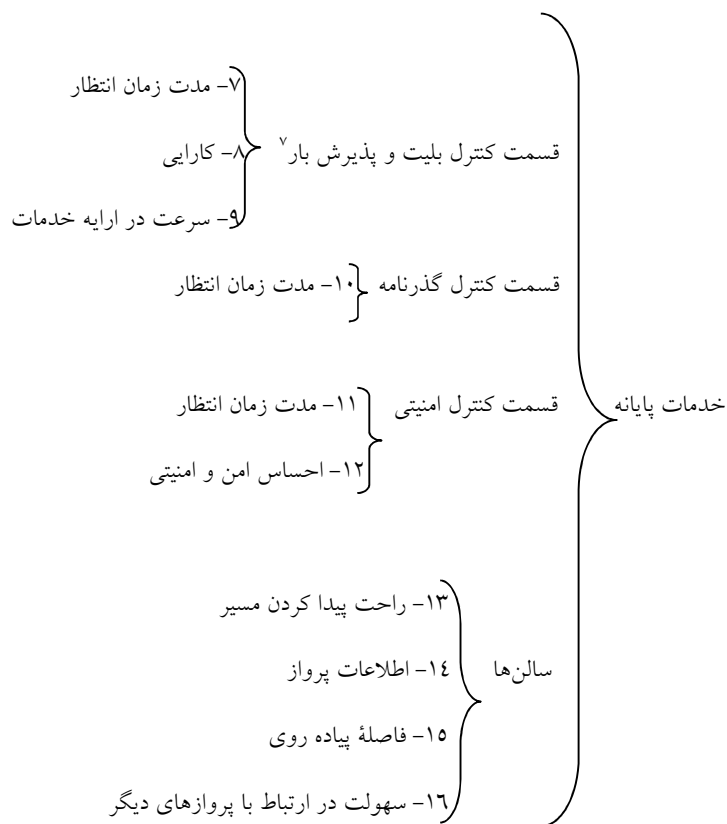 ۷- مدت زمان انتظار
قسمت کنترل بلیت و پذیرش بار۷ ۸- کارایی
۹- سرعت در ارایه خدمات
قسمت کنترل گذرنامه ۱۰- مدت زمان انتظار
خدمات پایانه قسمت کنترل امنیتی ۱۱- مدت زمان انتظار
۱۲- احساس امن و امنیتی
۱۳- راحت پیدا کردن مسیر
سالن‌ها ۱٤- اطلاعات پرواز
۱٥- فاصلۀ پیاده روی
۱٦- سهولت در ارتباط با پروازهای دیگر